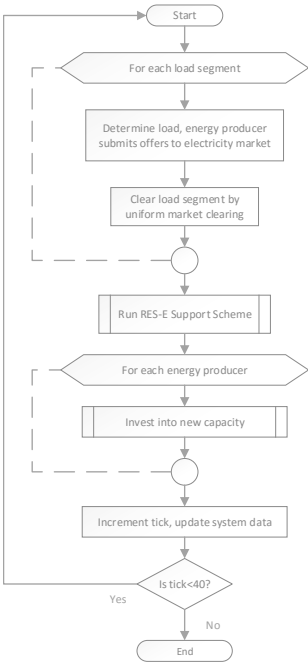 Start
For each load segment
Determine load, energy producer
submits offers to electricity market
Clear load segment by
uniform market clearing
Run RES-E Support Scheme
For each energy producer
Invest into new capacity
Increment tick, update system data
Is tick<40?
Yes
No
End